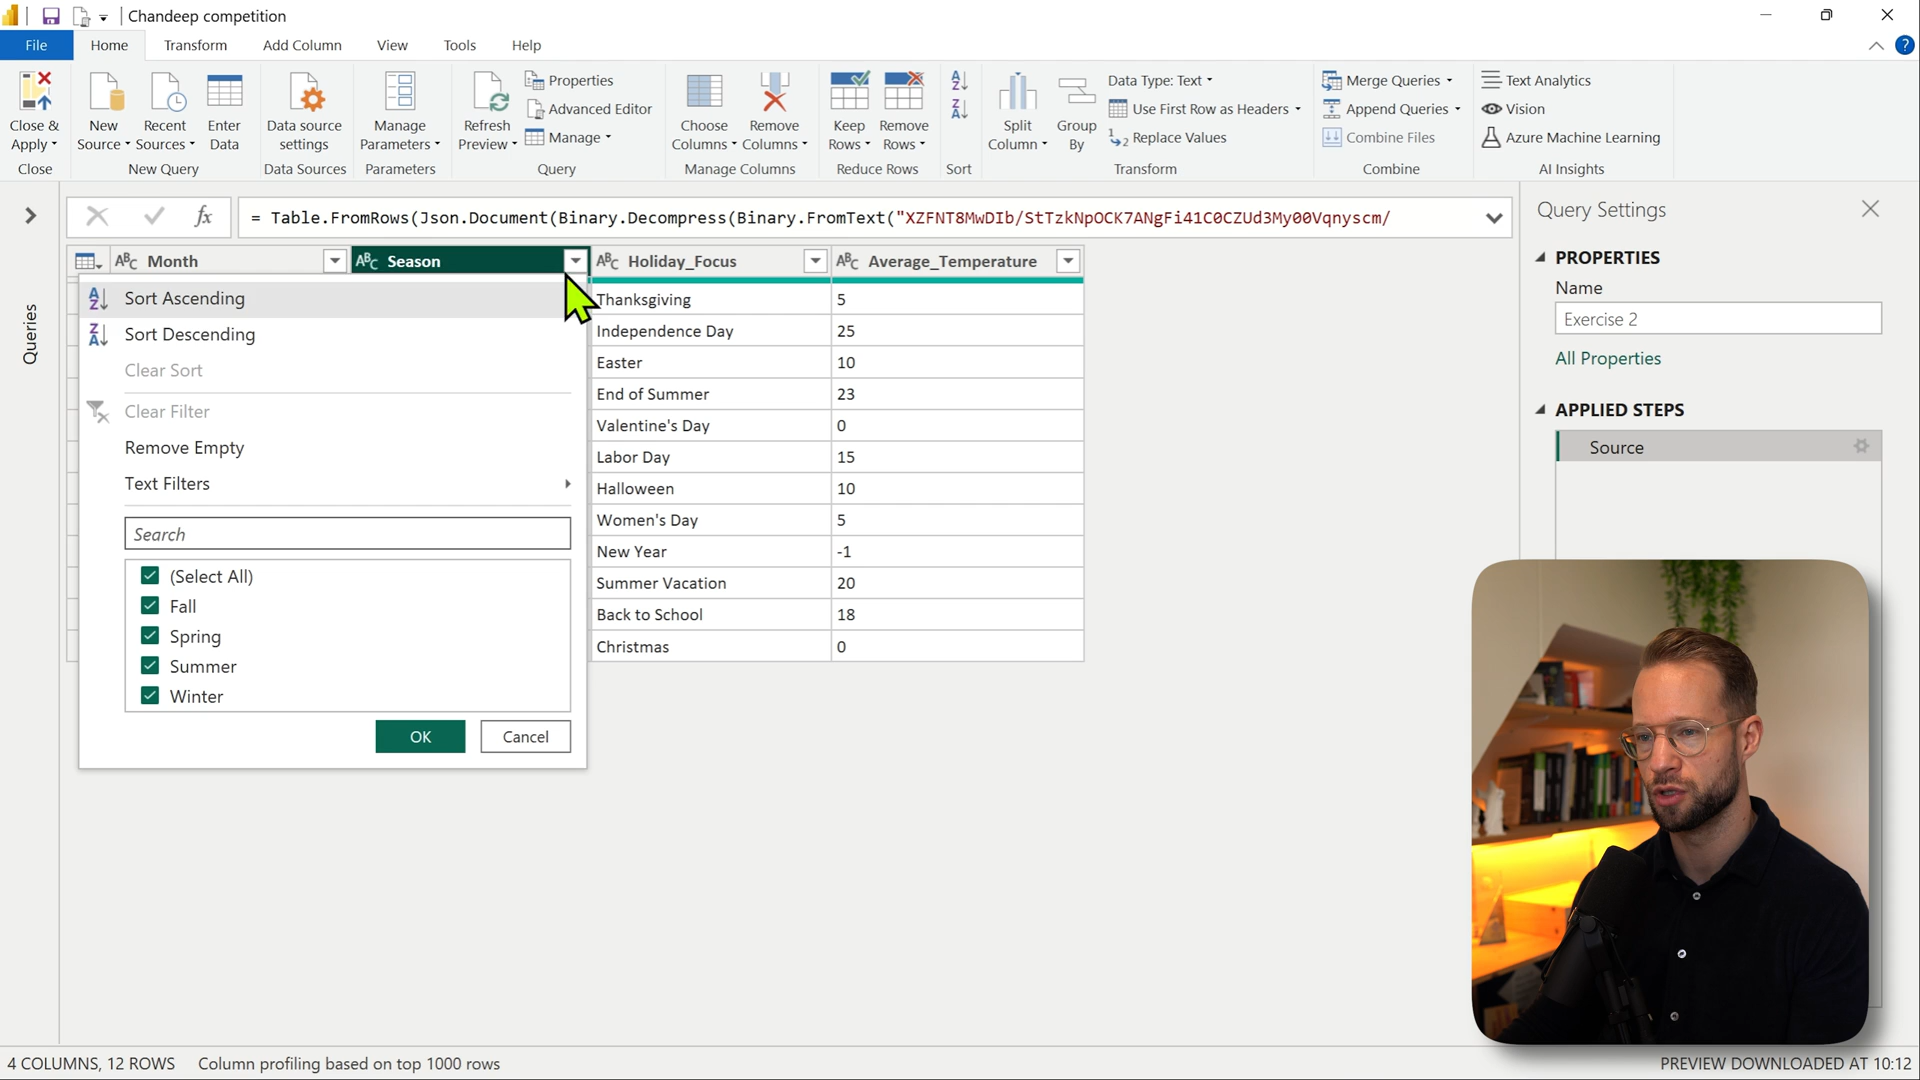 Chandeep competition
File Home Transform Add Column View Tools Help
Close & Apply
Close
New Source
Recent Sources
Enter Data
New Query
Data source settings
Data Sources
Manage Parameters
Parameters
Refresh Preview
Properties
Advanced Editor
Manage
Query
Choose Columns
Remove Columns
Manage Columns
Keep Rows
Remove Rows
Reduce Rows
Sort
Split Column
Group By
Data Type: Text
Use First Row as Headers
Replace Values
Transform
Merge Queries
Append Queries
Combine Files
Combine
Text Analytics
Vision
Azure Machine Learning
AI Insights
= Table.FromRows(Json.Document(Binary.Decompress(Binary.FromText("XZFNT8MwDIb/StTzkNpOCK7ANgFi41C0CZUd3My00Vqnyscm/
Queries
Month Season Holiday_Focus Average_Temperature
Sort Ascending
Sort Descending
Clear Sort
Clear Filter
Remove Empty
Text Filters
Search
(Select All)
Fall
Spring
Summer
Winter
OK Cancel
Thanksgiving 5
Independence Day 25
Easter 10
End of Summer 23
Valentine's Day 0
Labor Day 15
Halloween 10
Women's Day 5
New Year -1
Summer Vacation 20
Back to School 18
Christmas 0
Query Settings
PROPERTIES
Name
Exercise 2
All Properties
APPLIED STEPS
Source
4 COLUMNS, 12 ROWS Column profiling based on top 1000 rows
PREVIEW DOWNLOADED AT 10:12